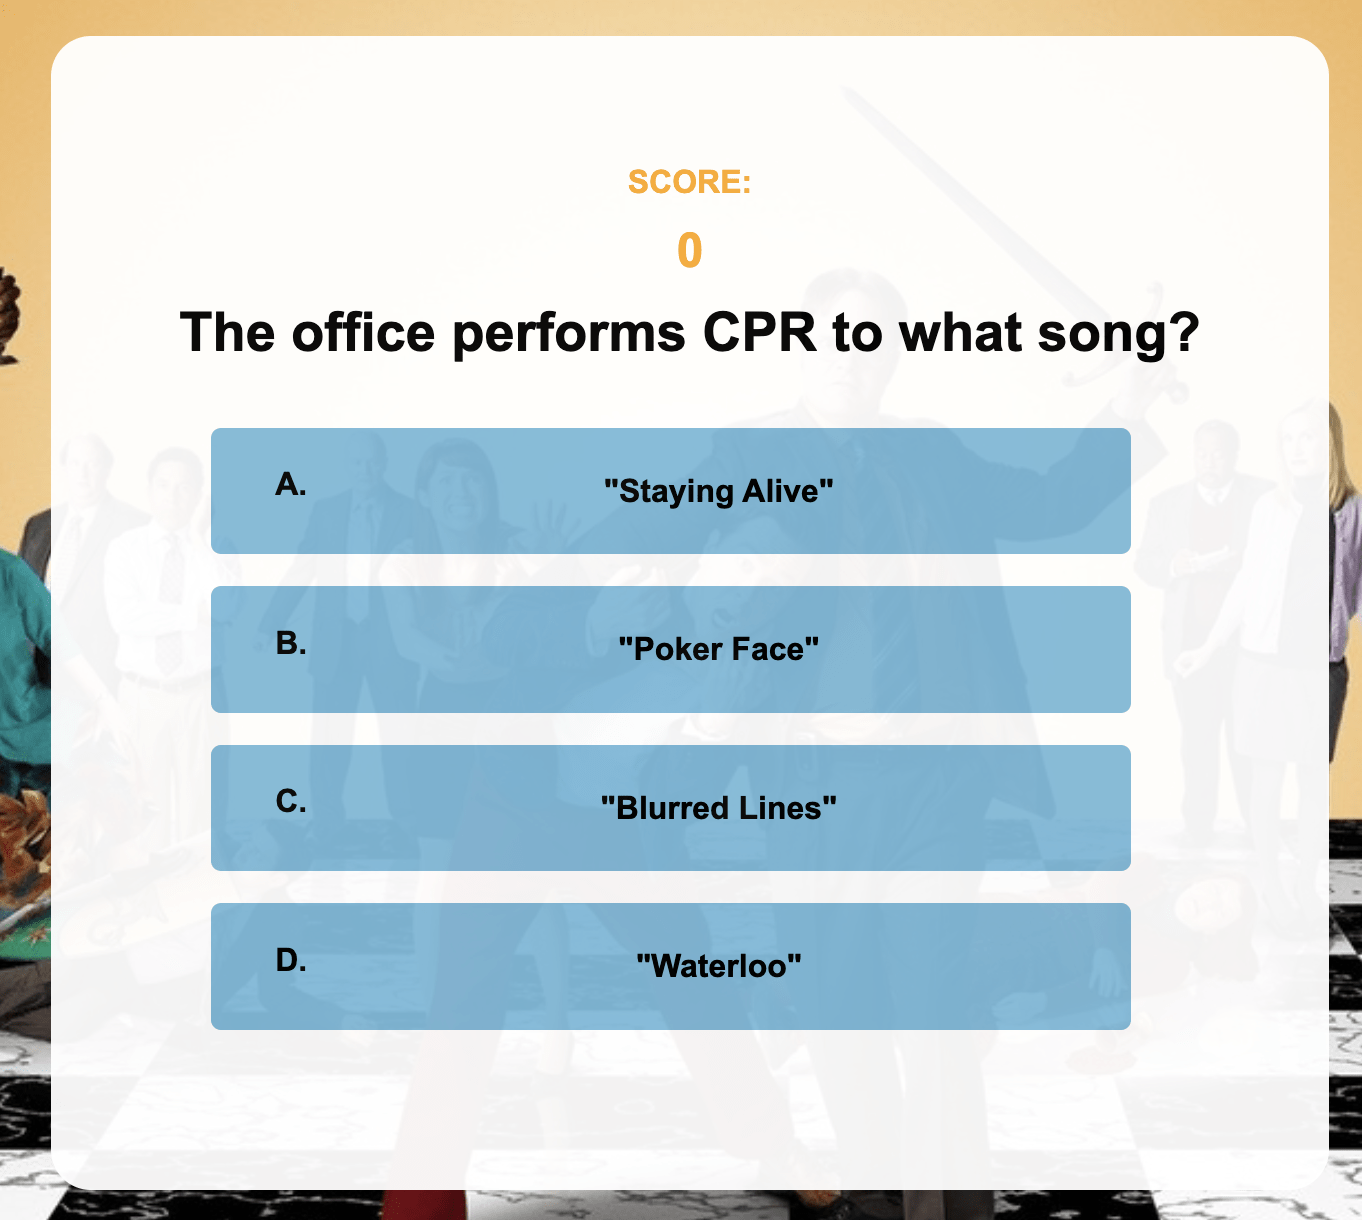 SCORE:
0
The office performs CPR to what song?
A. "Staying Alive"
B. "Poker Face"
C. "Blurred Lines"
D. "Waterloo"